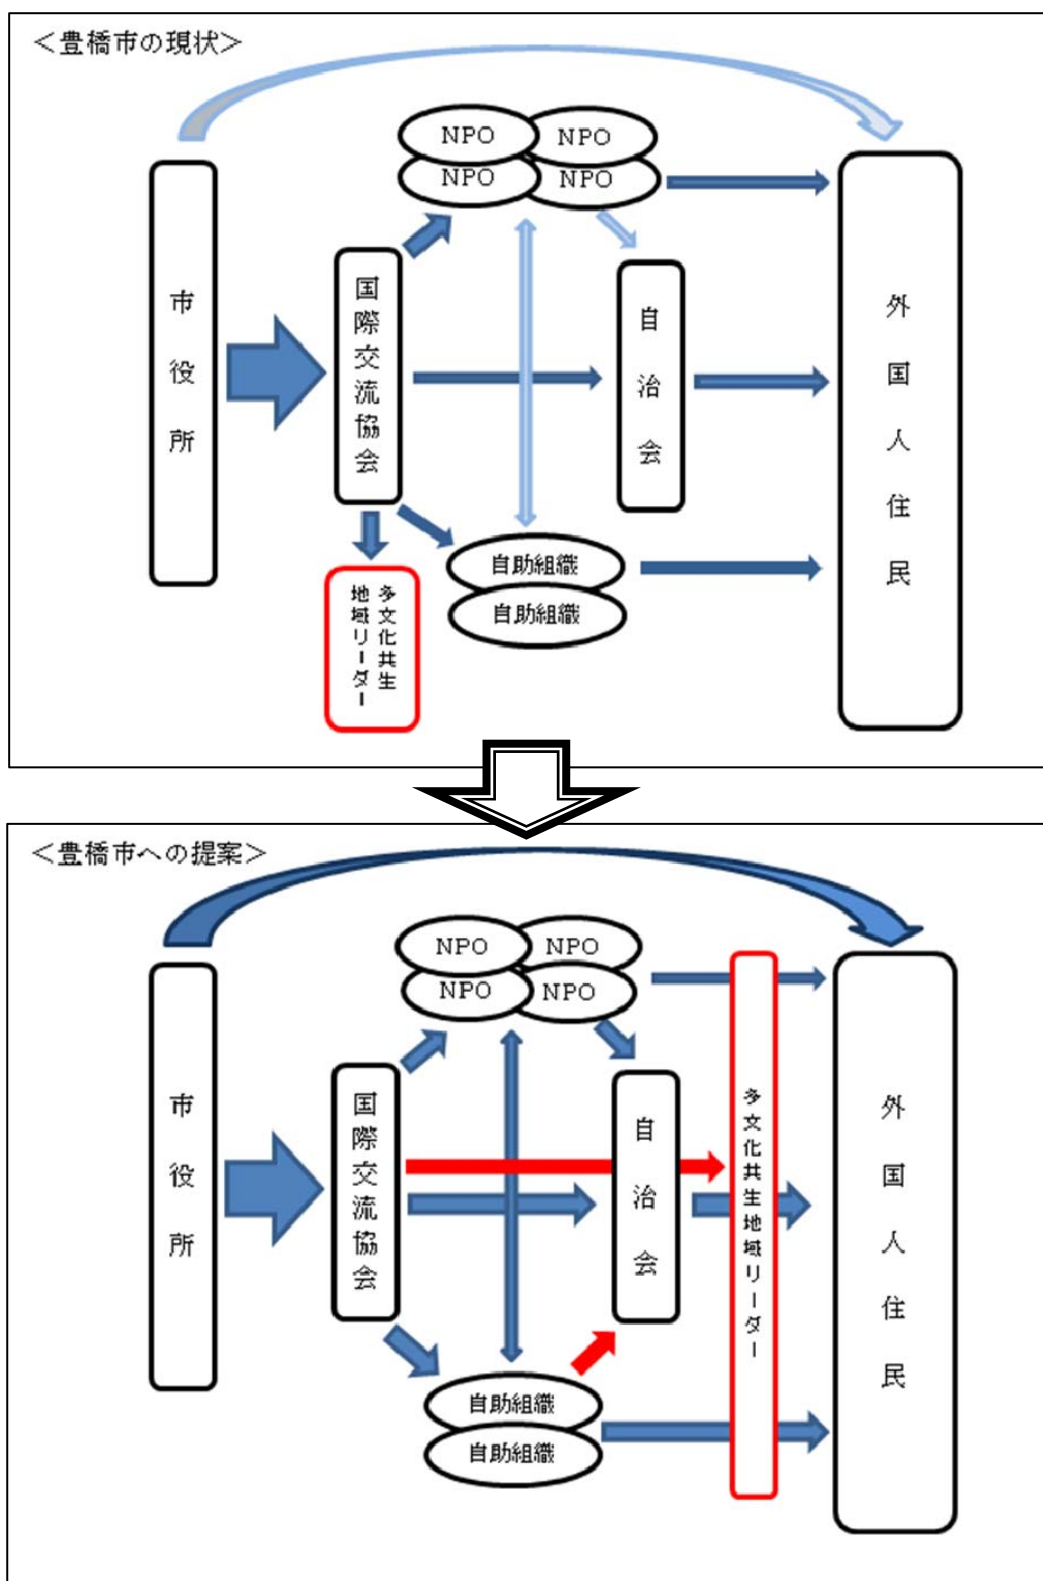 ＜豊橋市の現状＞
NPO
NPO
NPO
NPO
市役所
国際交流協会
自治会
外国人住民
自助組織
自助組織
多文化共生
地域リーダー
＜豊橋市への提案＞
NPO
NPO
NPO
NPO
市役所
国際交流協会
自治会
多文化共生地域リーダー
外国人住民
自助組織
自助組織